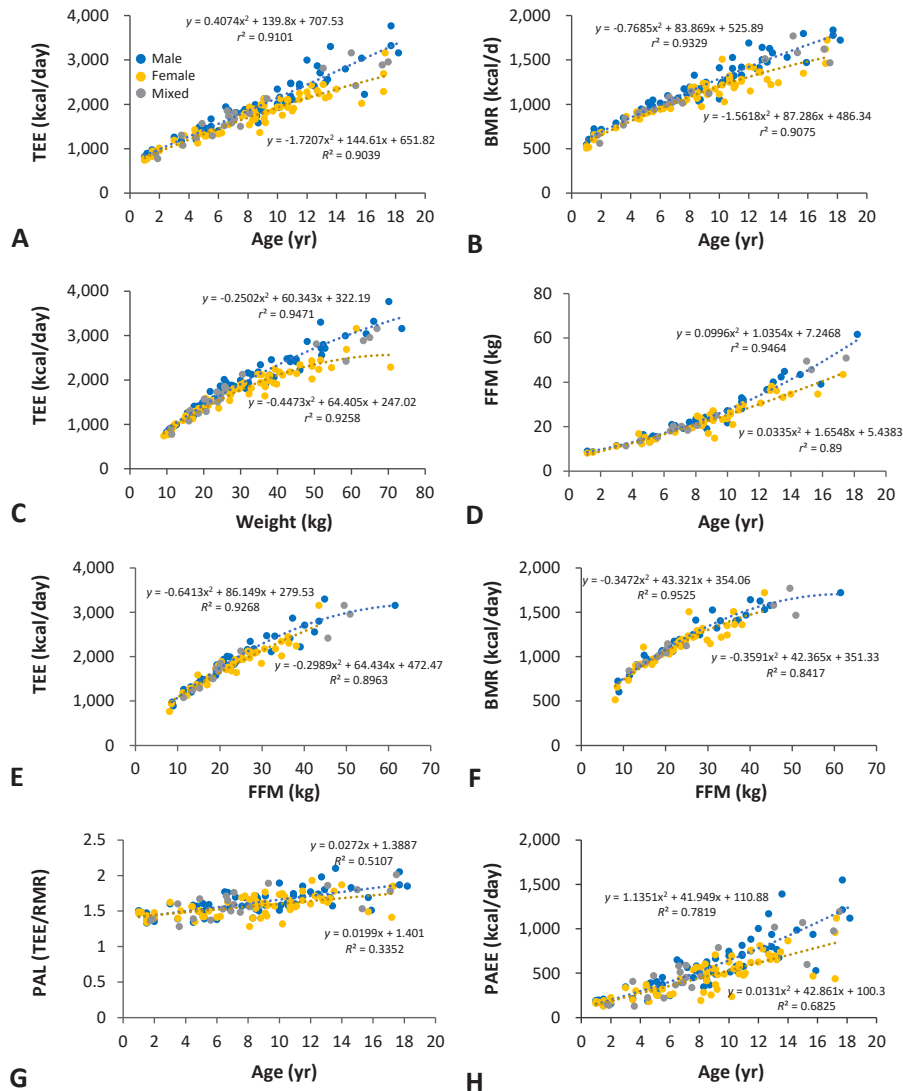 y = 0.4074x² + 139.8x + 707.53
r² = 0.9101
4,000
3,000
2,000
1,000
0
TEE (kcal/day)
Male
Female
Mixed
y = -1.7207x² + 144.61x + 651.82
R² = 0.9039
0 2 4 6 8 10 12 14 16 18 20
Age (yr)
A
y = -0.7685x² + 83.869x + 525.89
r² = 0.9329
2,000
1,500
1,000
500
0
BMR (kcal/d)
y = -1.5618x² + 87.286x + 486.34
r² = 0.9075
0 2 4 6 8 10 12 14 16 18 20
Age (yr)
B
4,000
3,000
2,000
1,000
0
TEE (kcal/day)
y = -0.2502x² + 60.343x + 322.19
r² = 0.9471
y = -0.4473x² + 64.405x + 247.02
r² = 0.9258
0 10 20 30 40 50 60 70 80
Weight (kg)
C
80
60
40
20
0
FFM (kg)
y = 0.0996x² + 1.0354x + 7.2468
r² = 0.9464
y = 0.0335x² + 1.6548x + 5.4383
r² = 0.89
0 2 4 6 8 10 12 14 16 18 20
Age (yr)
D
4,000
3,000
2,000
1,000
0
TEE (kcal/day)
y = -0.6413x² + 86.149x + 279.53
R² = 0.9268
y = -0.2989x² + 64.434x + 472.47
R² = 0.8963
0 10 20 30 40 50 60 70
FFM (kg)
E
2,000
1,500
1,000
500
0
BMR (kcal/day)
y = -0.3472x² + 43.321x + 354.06
R² = 0.9525
y = -0.3591x² + 42.365x + 351.33
R² = 0.8417
0 10 20 30 40 50 60 70
FFM (kg)
F
2.5
2
1.5
1
0.5
0
PAL (TEE/RMR)
y = 0.0272x + 1.3887
R² = 0.5107
y = 0.0199x + 1.401
R² = 0.3352
0 2 4 6 8 10 12 14 16 18 20
Age (yr)
G
2,000
1,500
1,000
500
0
PAEE (kcal/day)
y = 1.1351x² + 41.949x + 110.88
R² = 0.7819
y = 0.0131x² + 42.861x + 100.3
R² = 0.6825
0 2 4 6 8 10 12 14 16 18 20
Age (yr)
H